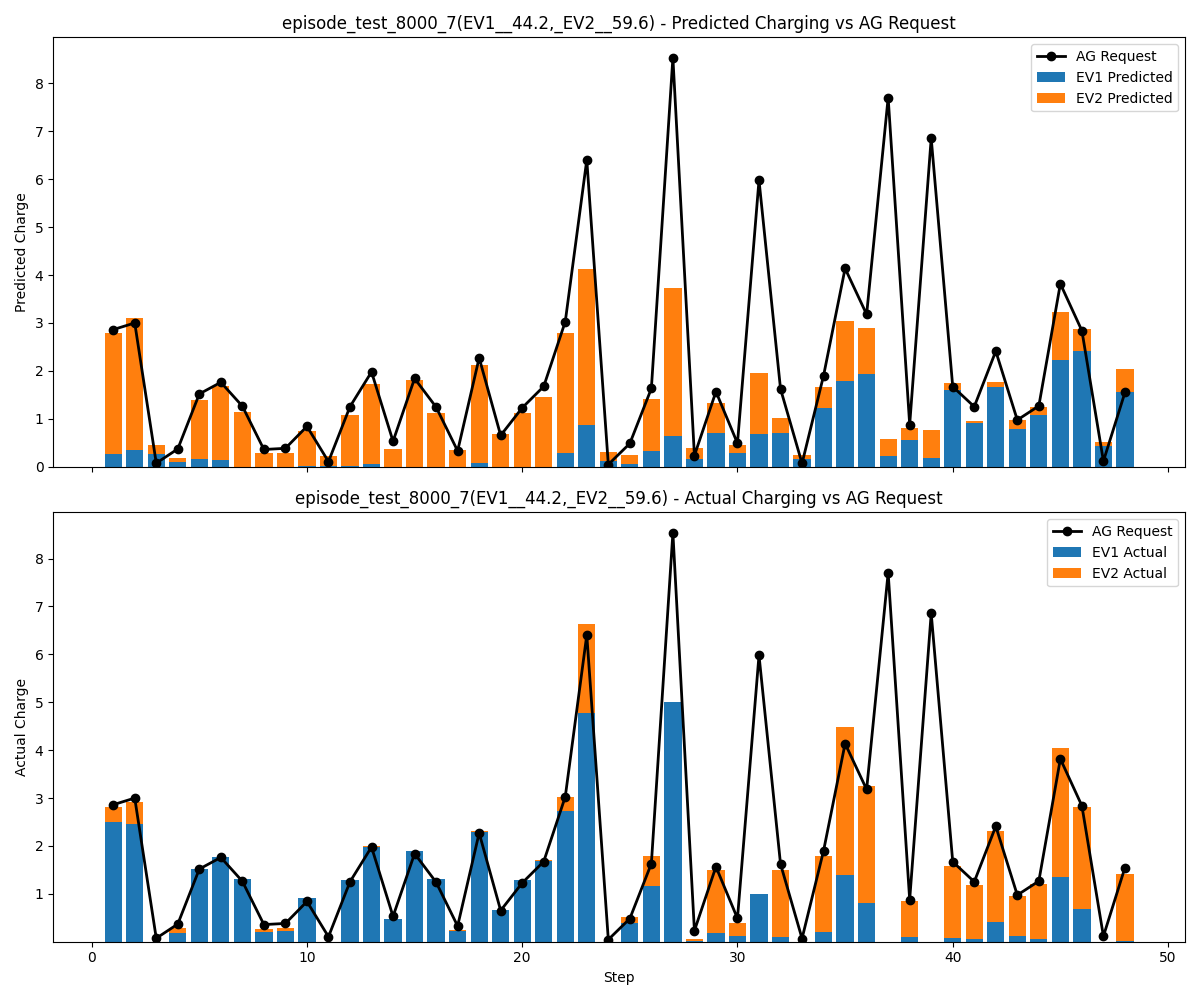 episode_test_8000_7(EV1__44.2,_EV2__59.6) - Predicted Charging vs AG Request
AG Request
EV1 Predicted
EV2 Predicted
Predicted Charge
8
7
6
5
4
3
2
1
0
episode_test_8000_7(EV1__44.2,_EV2__59.6) - Actual Charging vs AG Request
AG Request
EV1 Actual
EV2 Actual
Actual Charge
8
7
6
5
4
3
2
1
0
10
20
30
40
50
Step